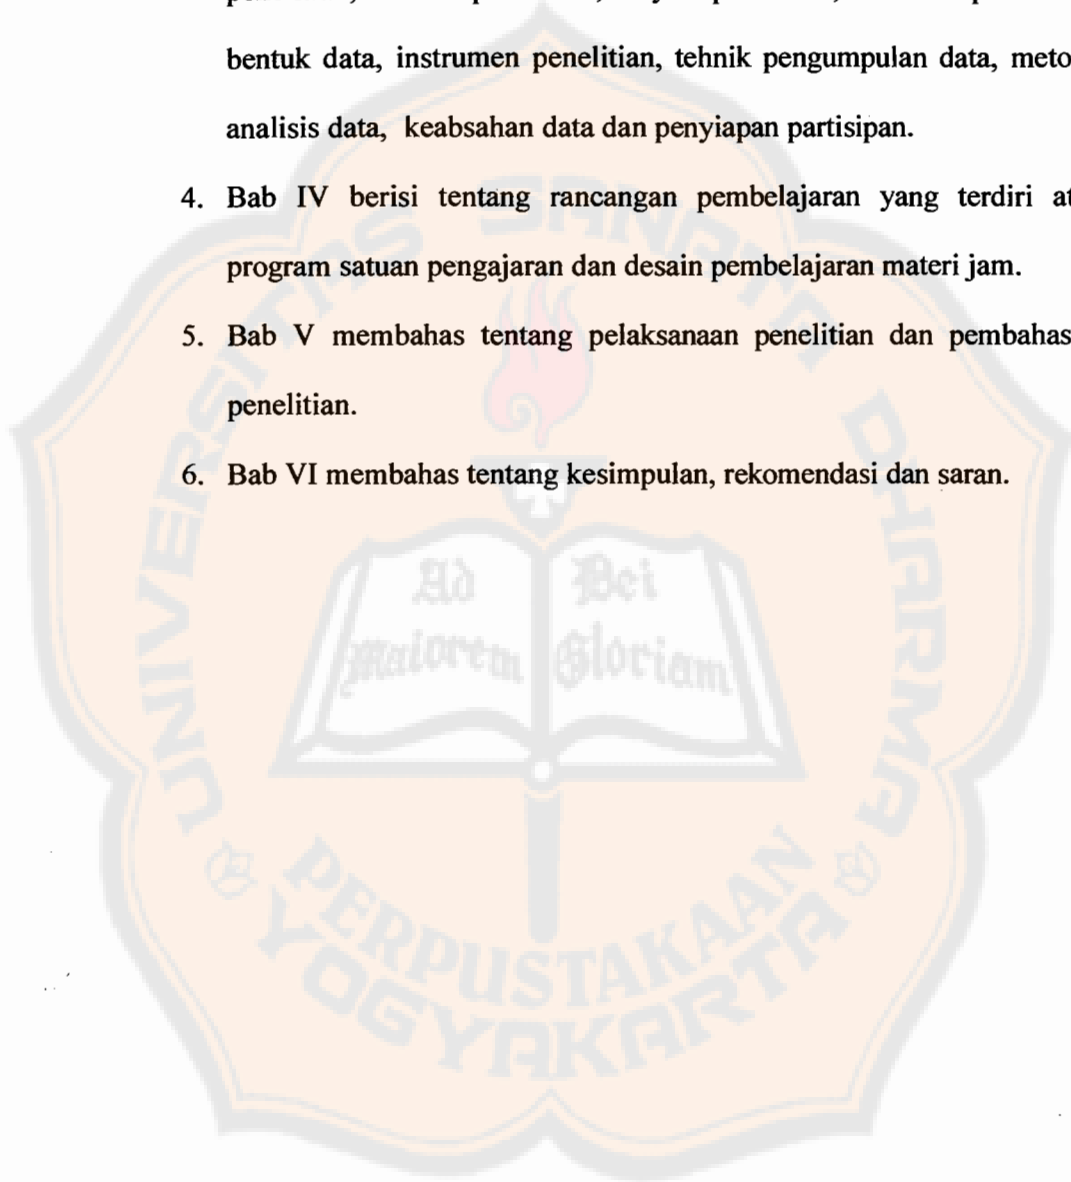 bentuk data, instrumen penelitian, tehnik pengumpulan data, meto
analisis data, keabsahan data dan penyiapan partisipan.
4. Bab IV berisi tentang rancangan pembelajaran yang terdiri at
program satuan pengajaran dan desain pembelajaran materi jam.
5. Bab V membahas tentang pelaksanaan penelitian dan pembahas
penelitian.
6. Bab VI membahas tentang kesimpulan, rekomendasi dan saran.
UNIVERSITAS SANATA DHARMA
Ad Dei
Maiorem Gloriam
PERPUSTAKAAN
YOGYAKARTA